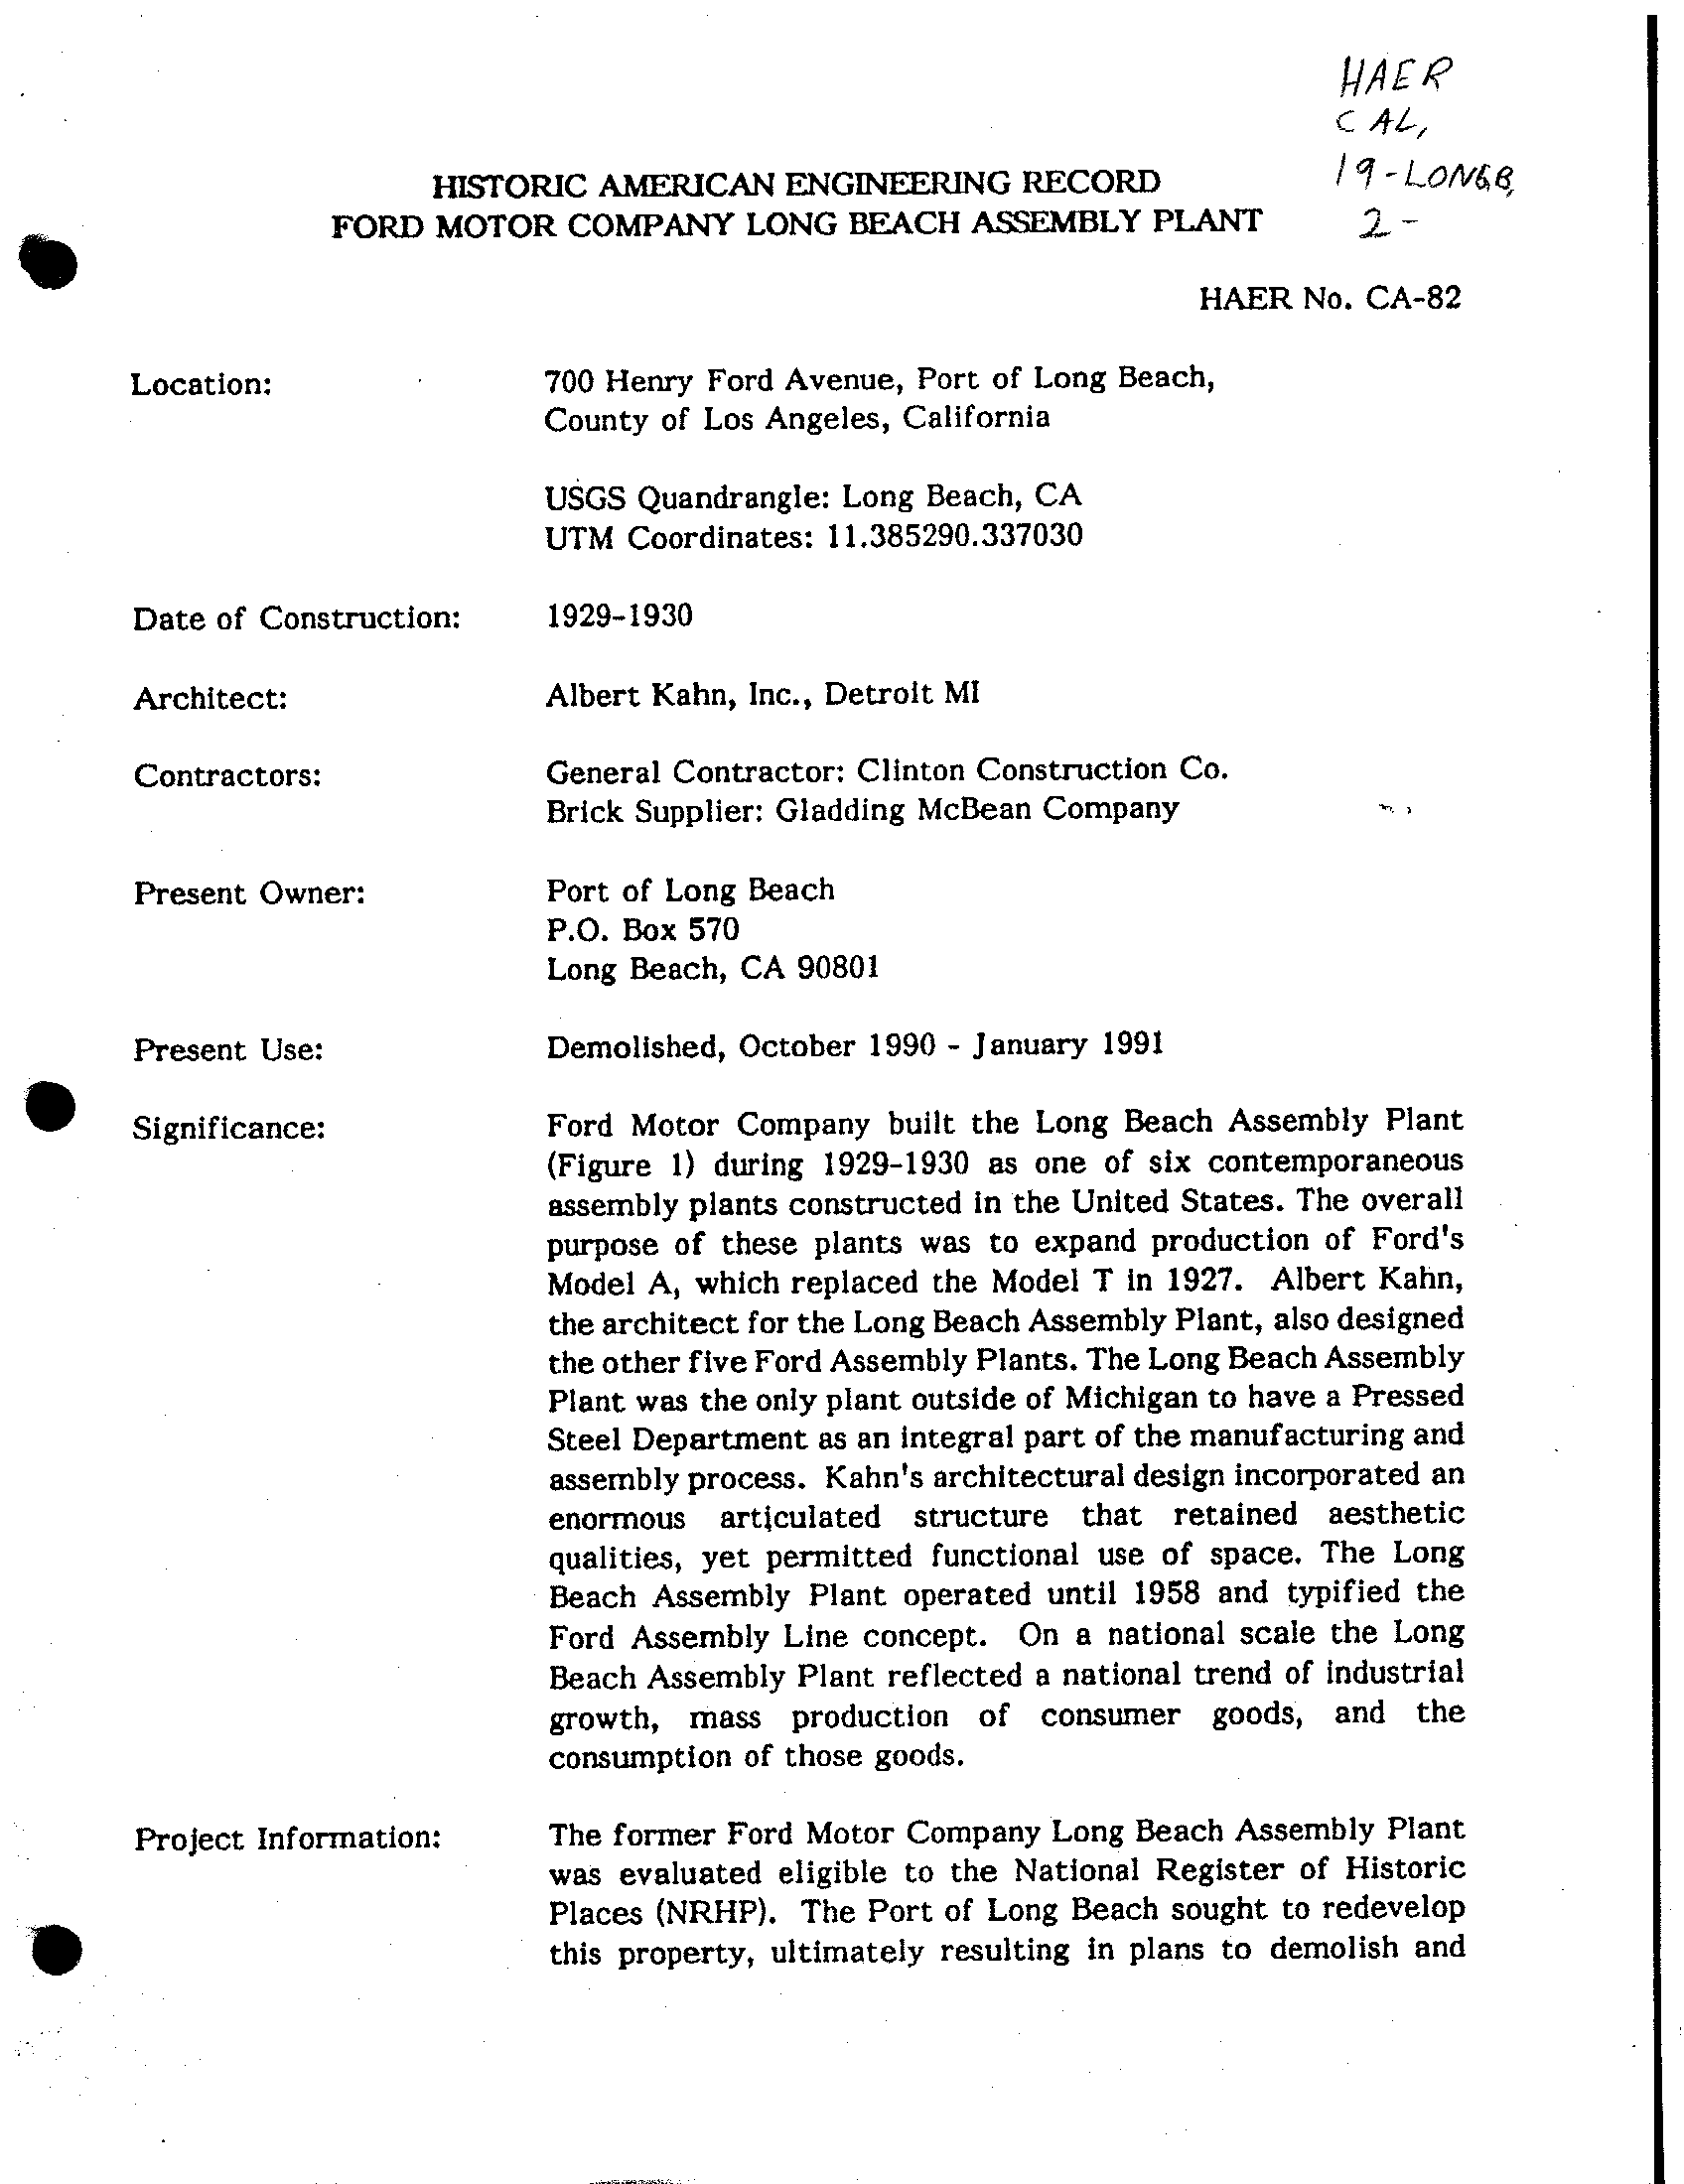 HAER
CAL,
19-LONGB,
2-
HISTORIC AMERICAN ENGINEERING RECORD
FORD MOTOR COMPANY LONG BEACH ASSEMBLY PLANT
HAER No. CA-82
Location: 700 Henry Ford Avenue, Port of Long Beach,
County of Los Angeles, California
USGS Quandrangle: Long Beach, CA
UTM Coordinates: 11.385290.337030
Date of Construction: 1929-1930
Architect: Albert Kahn, Inc., Detroit MI
Contractors: General Contractor: Clinton Construction Co.
Brick Supplier: Gladding McBean Company
Present Owner: Port of Long Beach
P.O. Box 570
Long Beach, CA 90801
Present Use: Demolished, October 1990 - January 1991
Significance: Ford Motor Company built the Long Beach Assembly Plant
(Figure 1) during 1929-1930 as one of six contemporaneous
assembly plants constructed in the United States. The overall
purpose of these plants was to expand production of Ford's
Model A, which replaced the Model T in 1927. Albert Kahn,
the architect for the Long Beach Assembly Plant, also designed
the other five Ford Assembly Plants. The Long Beach Assembly
Plant was the only plant outside of Michigan to have a Pressed
Steel Department as an integral part of the manufacturing and
assembly process. Kahn's architectural design incorporated an
enormous articulated structure that retained aesthetic
qualities, yet permitted functional use of space. The Long
Beach Assembly Plant operated until 1958 and typified the
Ford Assembly Line concept. On a national scale the Long
Beach Assembly Plant reflected a national trend of industrial
growth, mass production of consumer goods, and the
consumption of those goods.
Project Information: The former Ford Motor Company Long Beach Assembly Plant
was evaluated eligible to the National Register of Historic
Places (NRHP). The Port of Long Beach sought to redevelop
this property, ultimately resulting in plans to demolish and